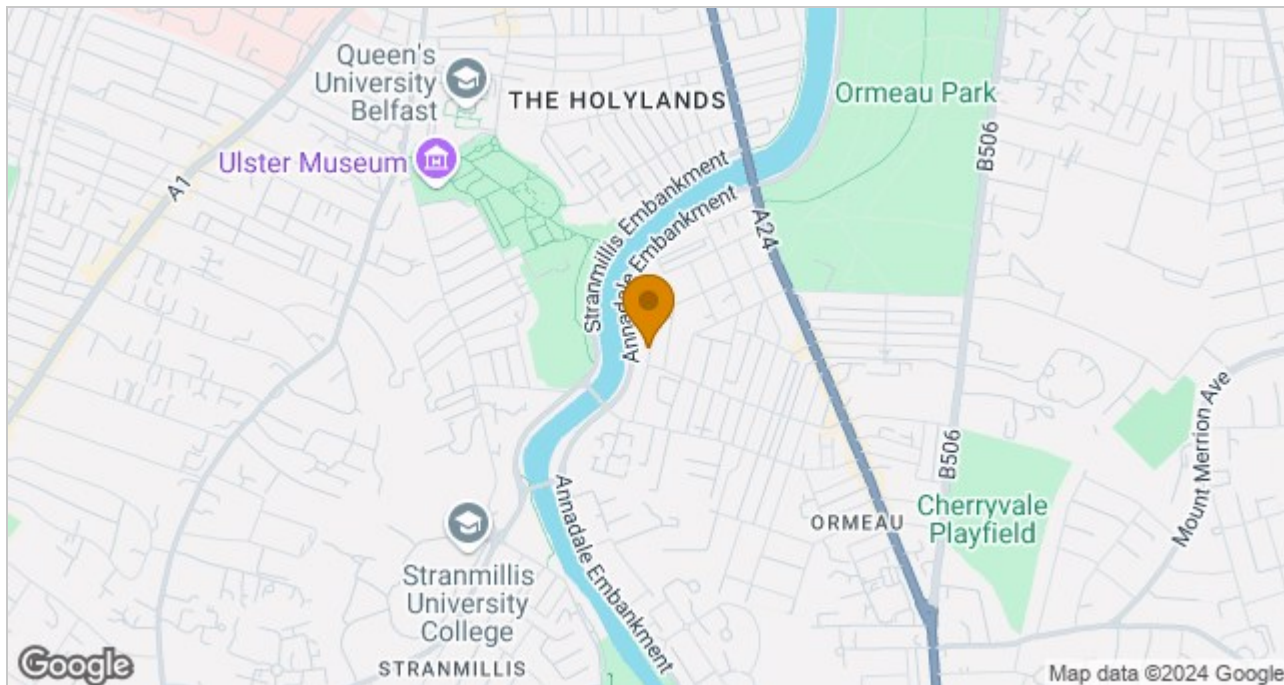 Queen's
University
Belfast
THE HOLYLANDS
Ormeau Park
Ulster Museum
A1
B506
Stranmillis Embankment
Annadale Embankment
A24
Mount Merrion Ave
B506
Annadale Embankment
Cherryvale
Playfield
ORMEAU
Stranmillis
University
College
STRANMILLIS
Google
Map data ©2024 Google